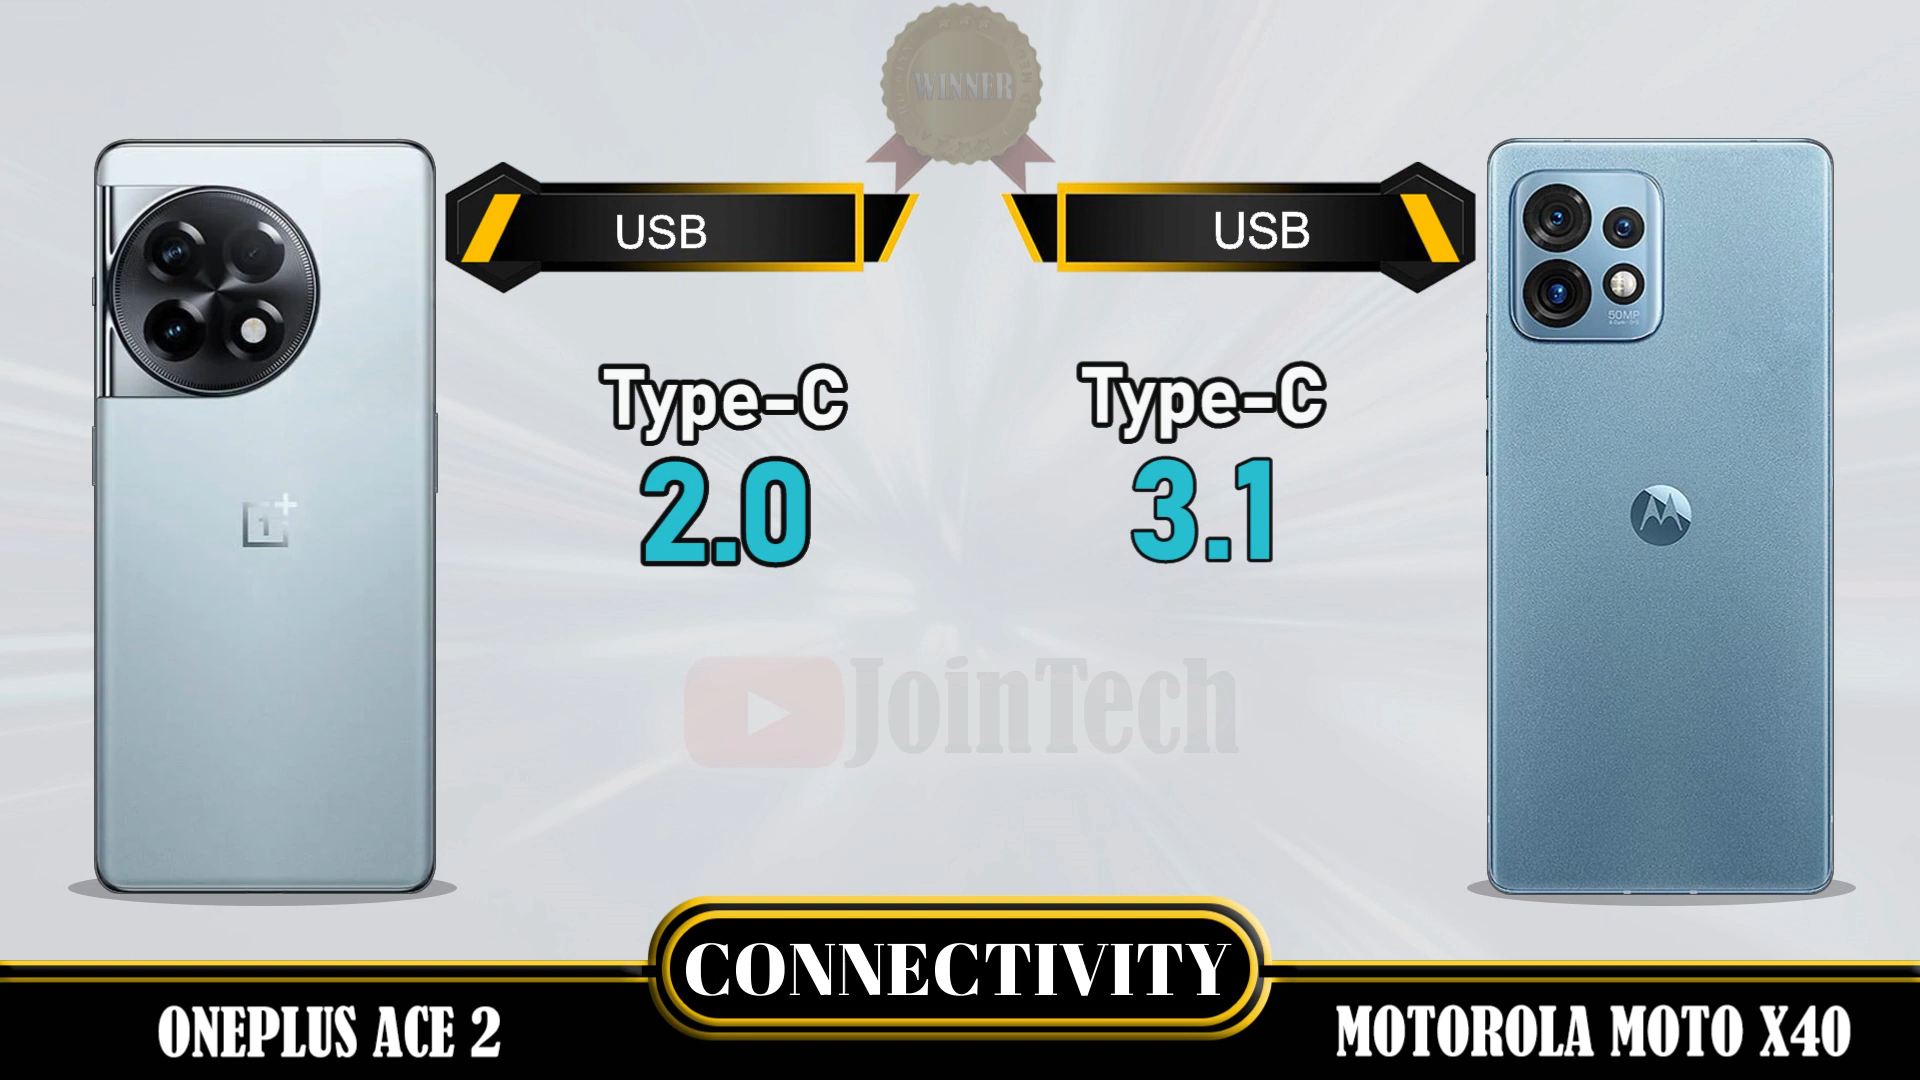 WINNER
USB
USB
Type-C
2.0
Type-C
3.1
50MP
JoinTech
CONNECTIVITY
ONEPLUS ACE 2
MOTOROLA MOTO X40